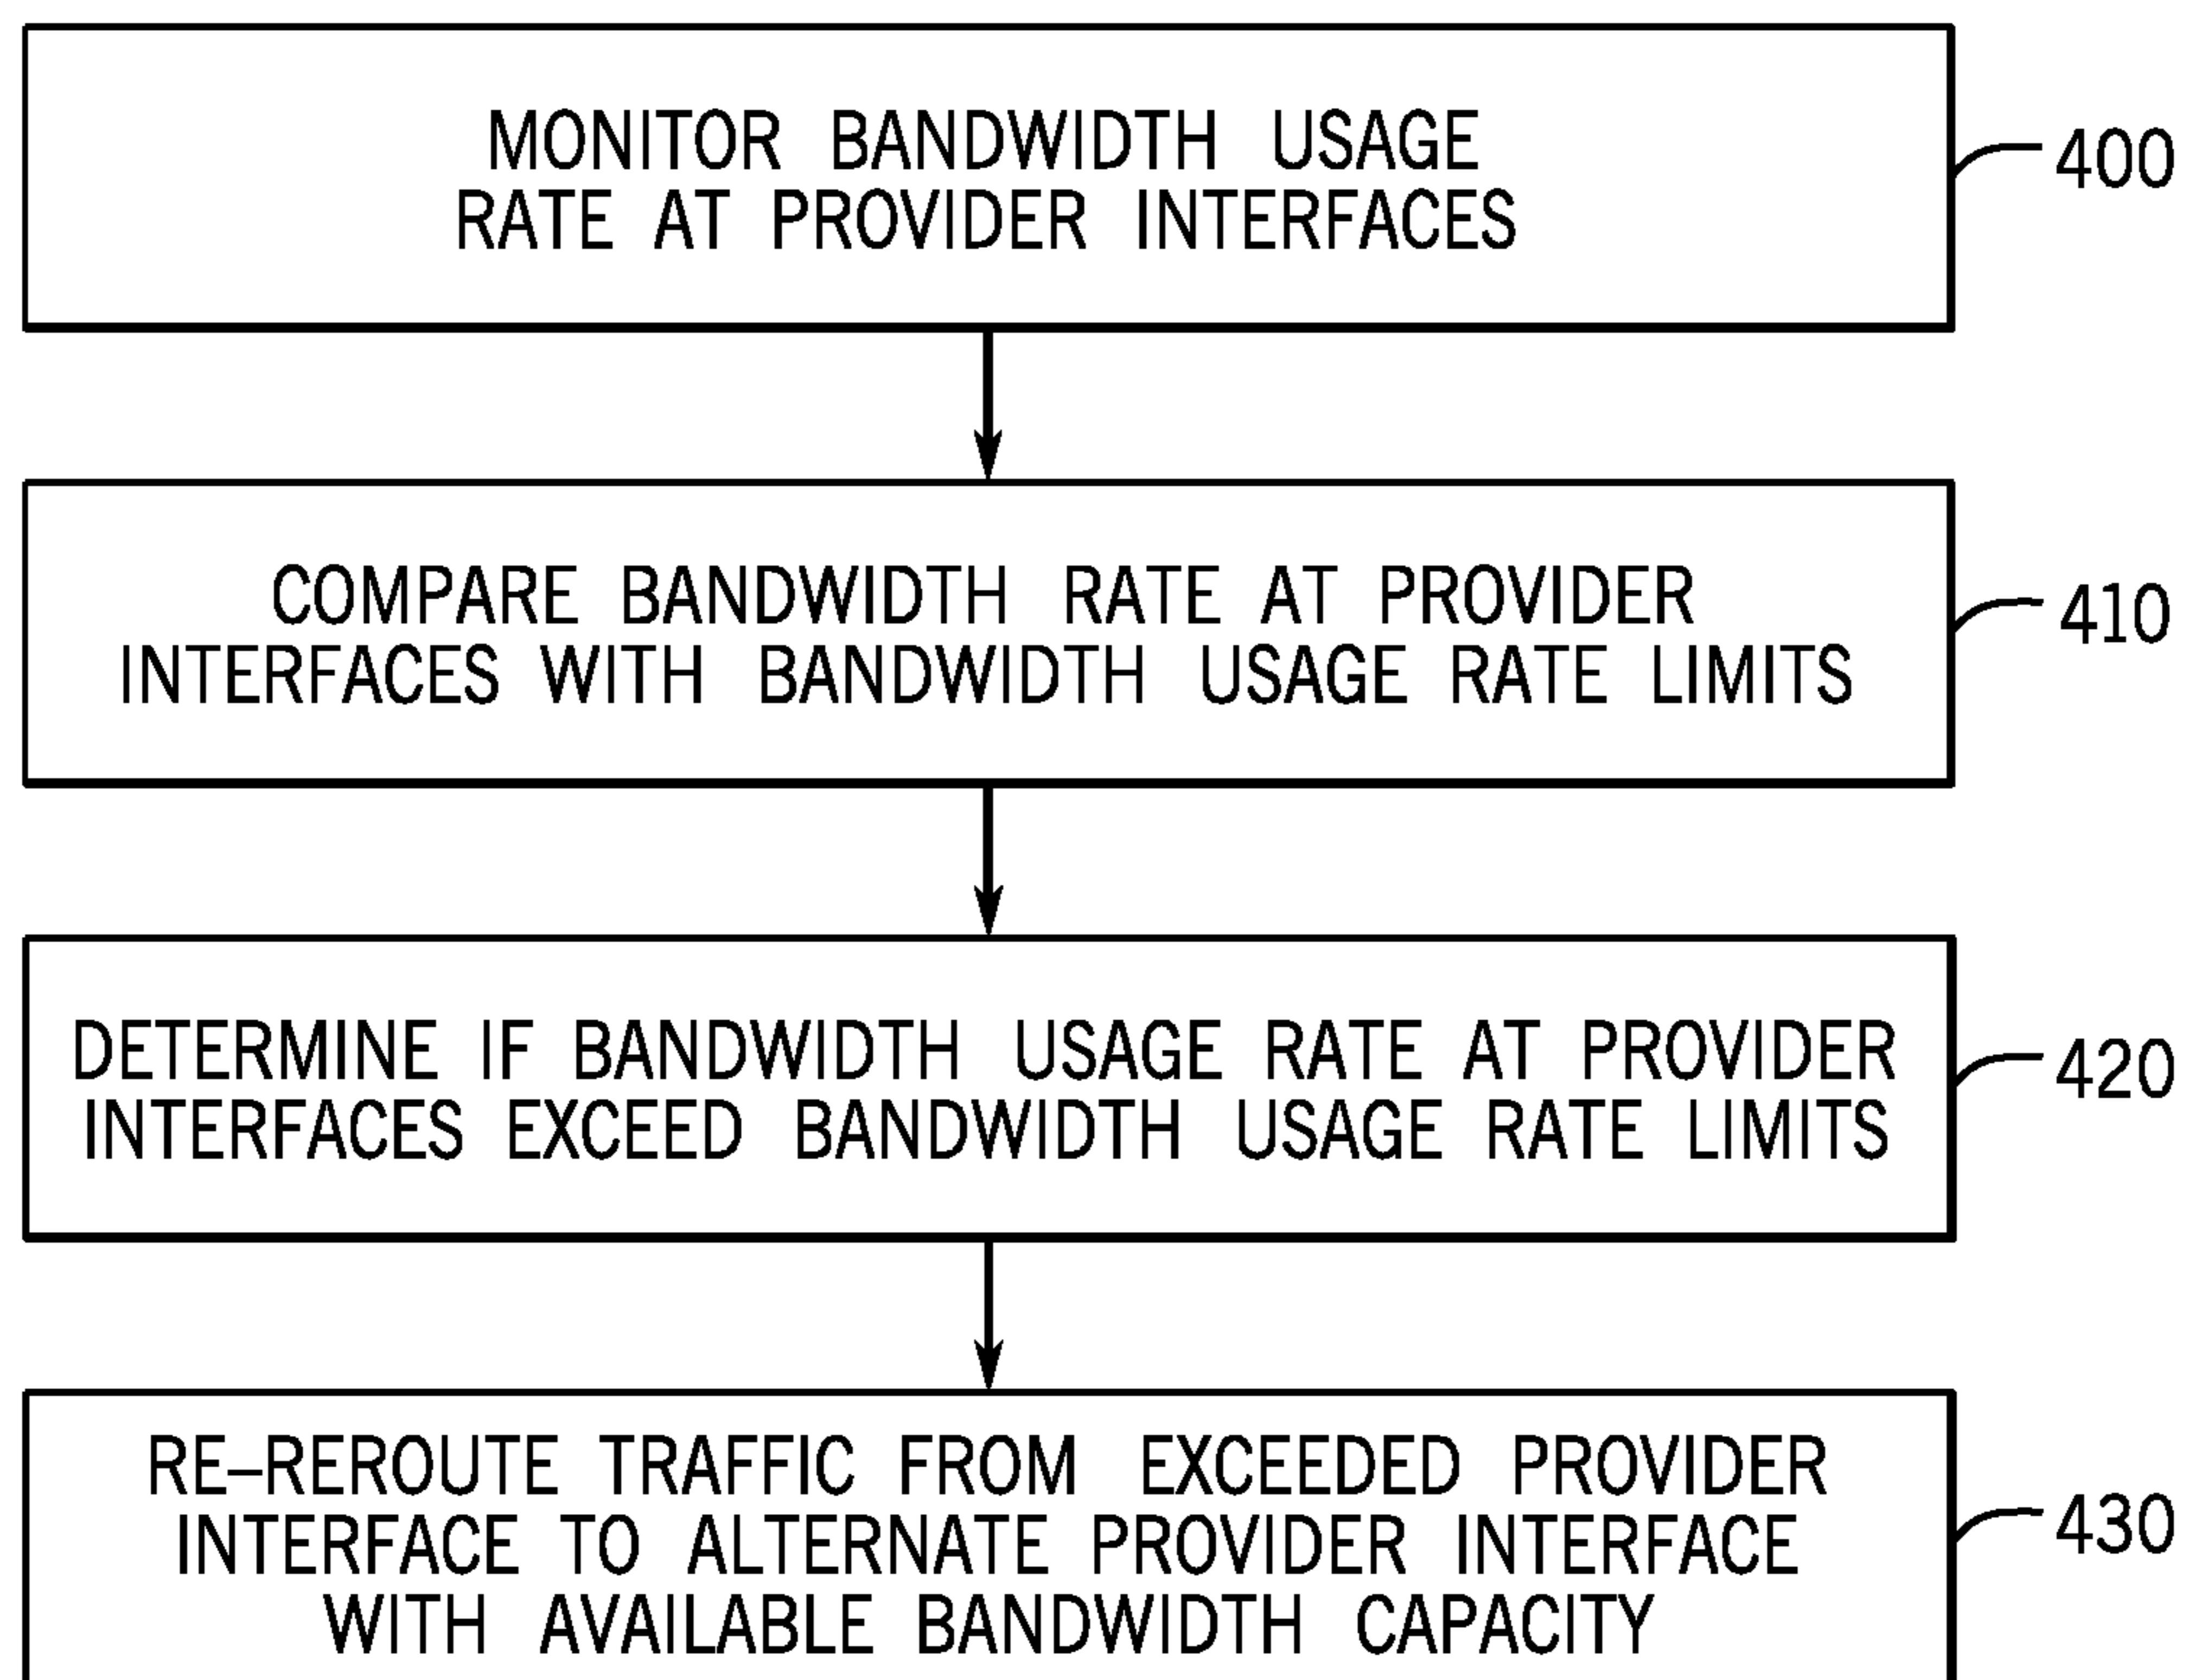 MONITOR BANDWIDTH USAGE
RATE AT PROVIDER INTERFACES
400
COMPARE BANDWIDTH RATE AT PROVIDER
INTERFACES WITH BANDWIDTH USAGE RATE LIMITS
410
DETERMINE IF BANDWIDTH USAGE RATE AT PROVIDER
INTERFACES EXCEED BANDWIDTH USAGE RATE LIMITS
420
RE–REROUTE TRAFFIC FROM EXCEEDED PROVIDER
INTERFACE TO ALTERNATE PROVIDER INTERFACE
WITH AVAILABLE BANDWIDTH CAPACITY
430